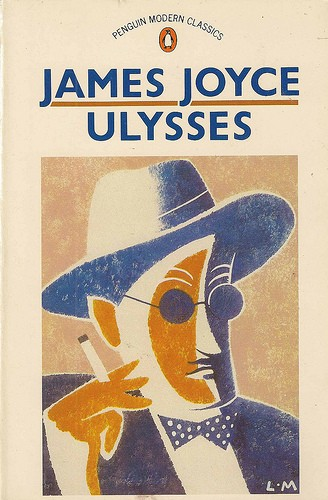 PENGUIN MODERN CLASSICS
JAMES JOYCE
ULYSSES
L·M